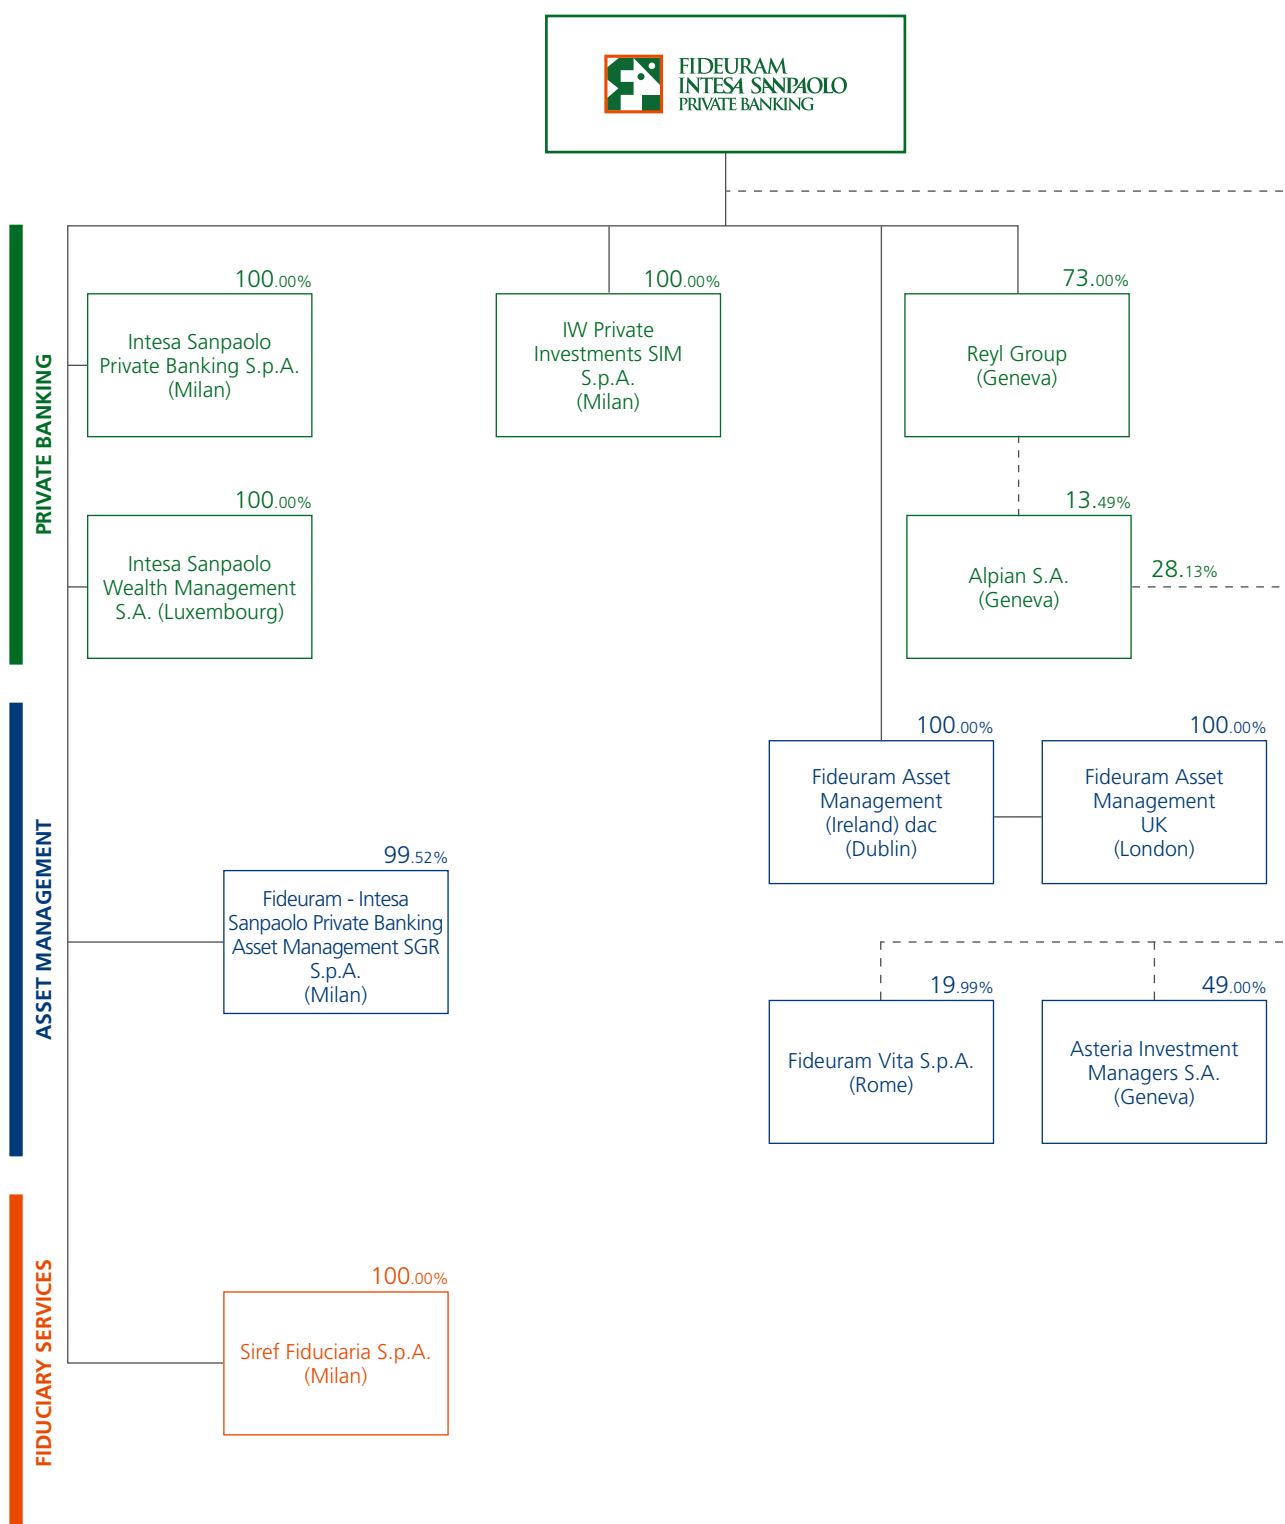 FIDEURAM
INTESA SANPAOLO
PRIVATE BANKING
PRIVATE BANKING
100.00%
Intesa Sanpaolo
Private Banking S.p.A.
(Milan)
100.00%
IW Private
Investments SIM
S.p.A.
(Milan)
73.00%
Reyl Group
(Geneva)
100.00%
Intesa Sanpaolo
Wealth Management
S.A. (Luxembourg)
13.49%
Alpian S.A.
(Geneva)
28.13%
ASSET MANAGEMENT
99.52%
Fideuram - Intesa
Sanpaolo Private Banking
Asset Management SGR
S.p.A.
(Milan)
100.00%
Fideuram Asset
Management
(Ireland) dac
(Dublin)
100.00%
Fideuram Asset
Management
UK
(London)
19.99%
Fideuram Vita S.p.A.
(Rome)
49.00%
Asteria Investment
Managers S.A.
(Geneva)
FIDUCIARY SERVICES
100.00%
Siref Fiduciaria S.p.A.
(Milan)